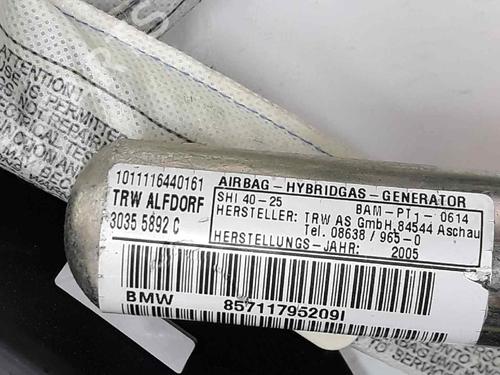 ATTENTION!
1011116440161
TRW ALFDORF
3035 5892 C
AIRBAG - HYBRIDGAS - GENERATOR
SHI 40-25 BAM-PT1-0614
HERSTELLER: TRW AS GmbH, 84544 Aschau
Tel. 08638 / 965-0
HERSTELLUNGS-JAHR: 2005
BMW 85711795209I